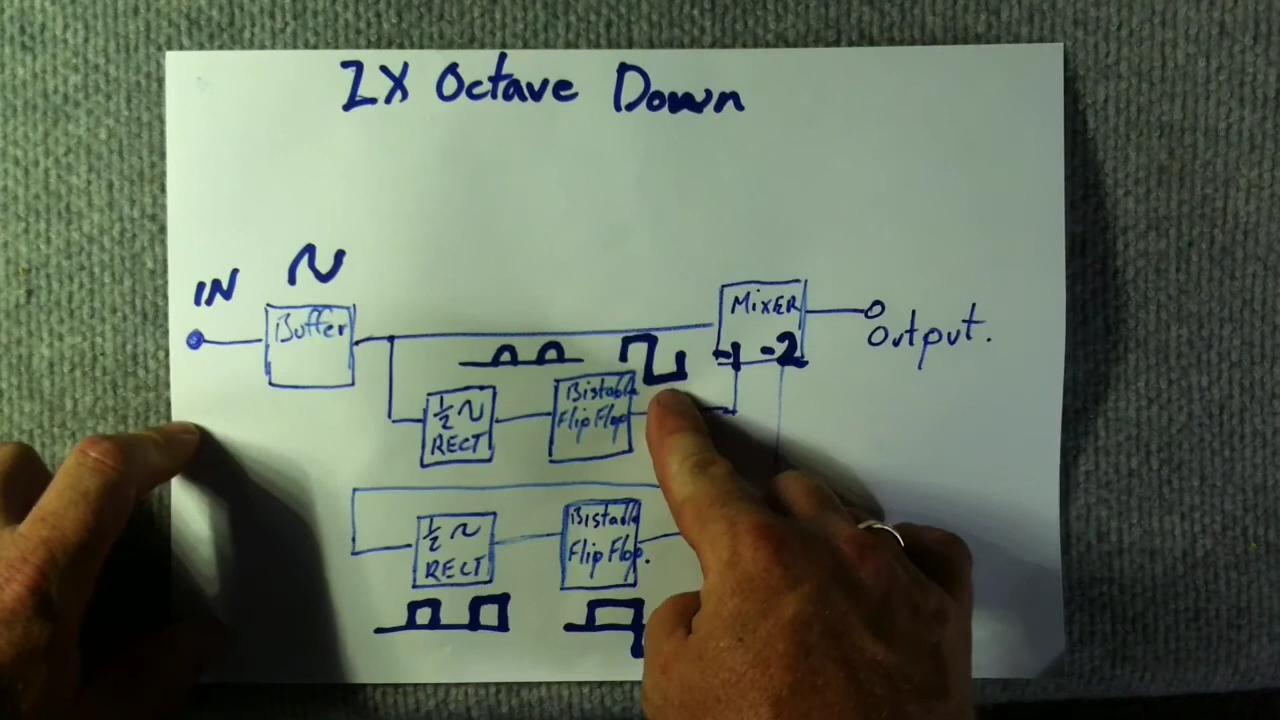 2X Octave Down
IN
Buffer
MIXER
-1 -2
Output.
1/2
RECT
Bistable
Flip Flop
1/2
RECT
Bistable
Flip Flop.